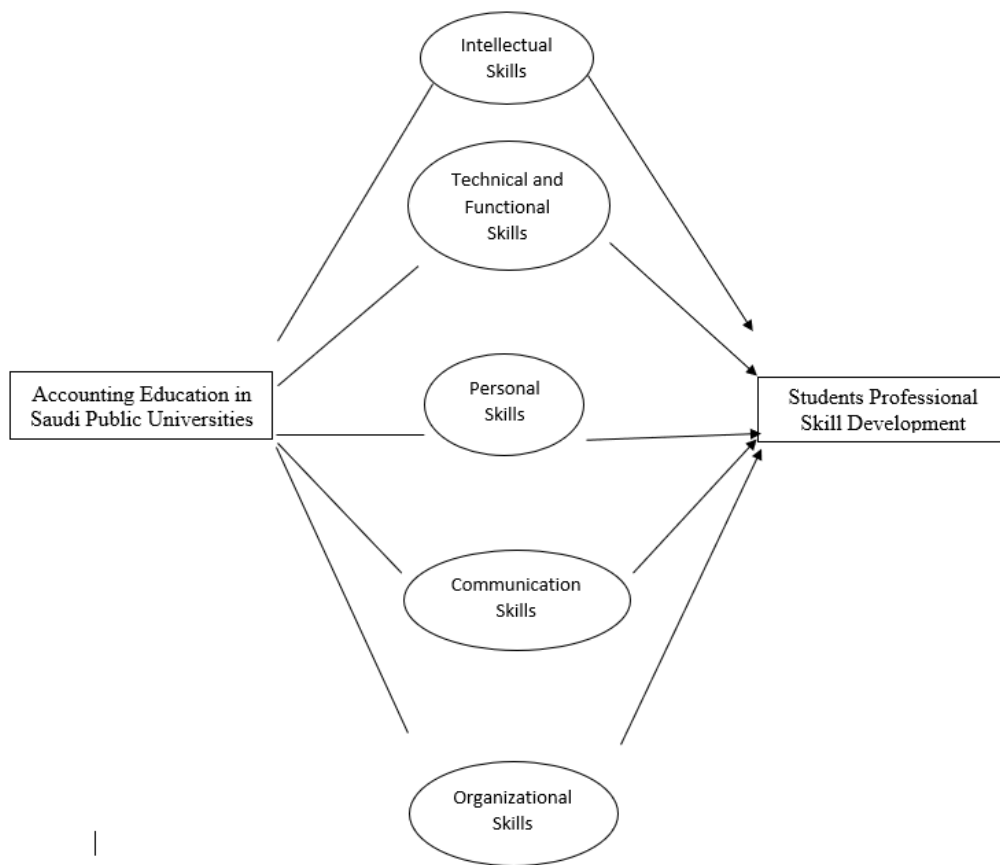 Intellectual
Skills
Technical and
Functional
Skills
Accounting Education in
Saudi Public Universities
Personal
Skills
Students Professional
Skill Development
Communication
Skills
Organizational
Skills